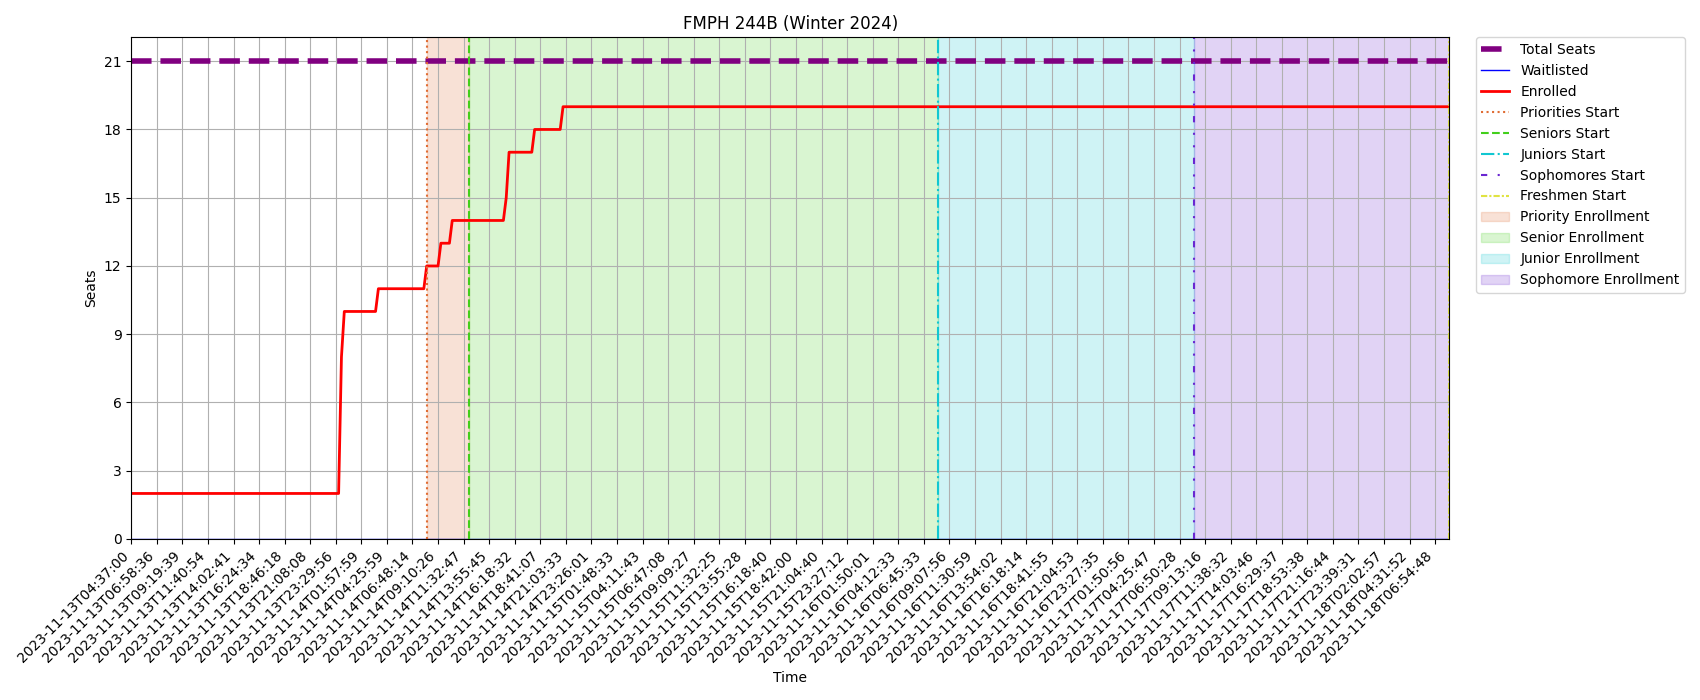 FMPH 244B (Winter 2024)
21
18
15
12
9
6
3
0
Seats
2023-11-13T04:37:00
2023-11-13T06:58:36
2023-11-13T09:19:39
2023-11-13T11:40:54
2023-11-13T14:02:41
2023-11-13T16:24:34
2023-11-13T18:46:18
2023-11-13T21:08:08
2023-11-13T23:29:56
2023-11-14T01:57:59
2023-11-14T04:25:59
2023-11-14T06:48:14
2023-11-14T09:10:26
2023-11-14T11:32:47
2023-11-14T13:55:45
2023-11-14T16:18:32
2023-11-14T18:41:07
2023-11-14T21:03:33
2023-11-14T23:26:01
2023-11-15T01:48:33
2023-11-15T04:11:43
2023-11-15T06:47:08
2023-11-15T09:09:27
2023-11-15T11:32:25
2023-11-15T13:55:28
2023-11-15T16:18:40
2023-11-15T18:42:00
2023-11-15T21:04:40
2023-11-15T23:27:12
2023-11-16T01:50:01
2023-11-16T04:12:33
2023-11-16T06:45:33
2023-11-16T09:07:56
2023-11-16T11:30:59
2023-11-16T13:54:02
2023-11-16T16:18:14
2023-11-16T18:41:55
2023-11-16T21:04:53
2023-11-16T23:27:35
2023-11-17T01:50:56
2023-11-17T04:25:47
2023-11-17T06:50:28
2023-11-17T09:13:16
2023-11-17T11:38:32
2023-11-17T14:03:46
2023-11-17T16:29:37
2023-11-17T18:53:38
2023-11-17T21:16:44
2023-11-17T23:39:31
2023-11-18T02:02:57
2023-11-18T04:31:52
2023-11-18T06:54:48
Time
Total Seats
Waitlisted
Enrolled
Priorities Start
Seniors Start
Juniors Start
Sophomores Start
Freshmen Start
Priority Enrollment
Senior Enrollment
Junior Enrollment
Sophomore Enrollment